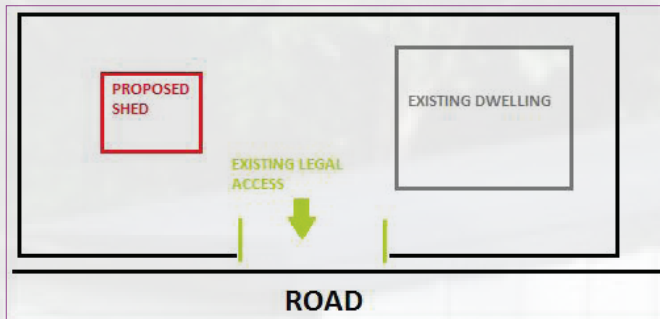 PROPOSED
SHED
EXISTING DWELLING
EXISTING LEGAL
ACCESS
ROAD